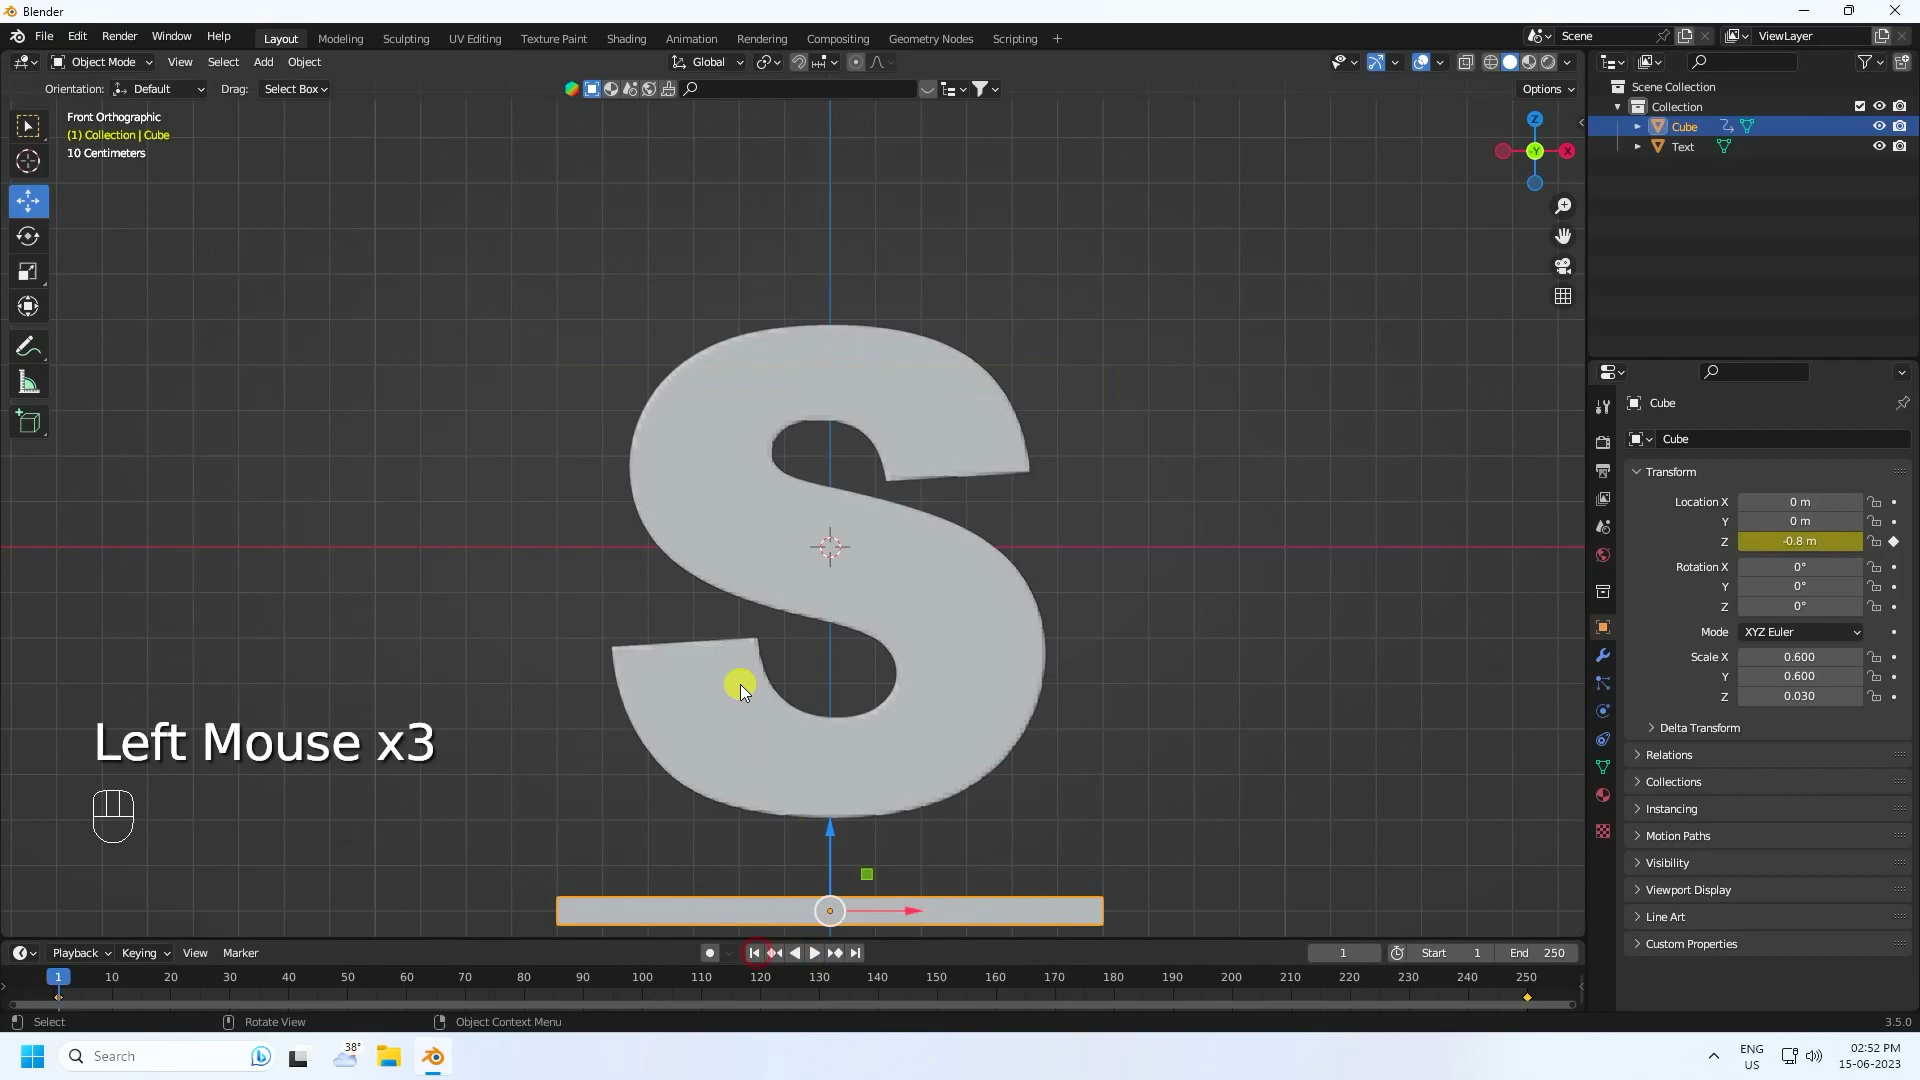 Blender
File Edit Render Window Help Layout Modeling Sculpting UV Editing Texture Paint Shading Animation Rendering Compositing Geometry Nodes Scripting + Scene ViewLayer
Object Mode View Select Add Object Global
Orientation: Default Drag: Select Box Options
Front Orthographic
(1) Collection | Cube
10 Centimeters
Z
-Y
X
Scene Collection
Collection
Cube
Text
S
Cube
Cube
Transform
Location X 0 m
Y 0 m
Z -0.8 m
Rotation X 0°
Y 0°
Z 0°
Mode XYZ Euler
Scale X 0.600
Y 0.600
Z 0.030
Delta Transform
Relations
Collections
Instancing
Motion Paths
Visibility
Viewport Display
Line Art
Custom Properties
Left Mouse x3
Playback Keying View Marker 1 Start 1 End 250
1 10 20 30 40 50 60 70 80 90 100 110 120 130 140 150 160 170 180 190 200 210 220 230 240 250
Select Rotate View Object Context Menu 3.5.0
Search 38° ENG US 02:52 PM
15-06-2023